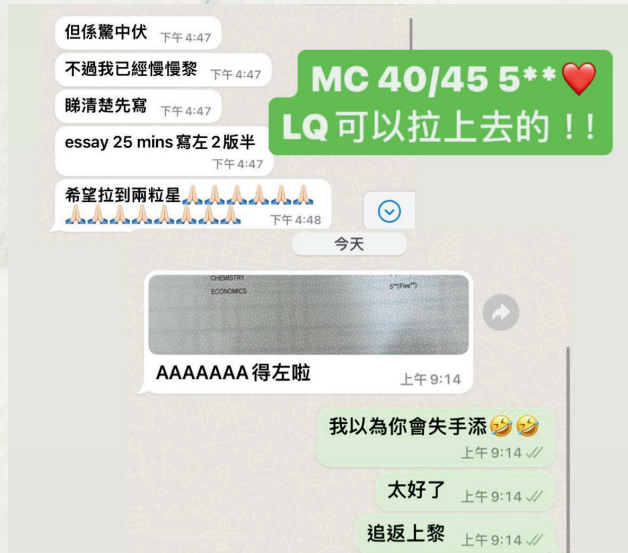 但係驚中伏 下午 4:47
不過我已經慢慢黎 下午 4:47
睇清楚先寫 下午 4:47
essay 25 mins 寫左 2 版半
下午 4:47
希望拉到兩粒星🙏🏻🙏🏻🙏🏻🙏🏻🙏🏻🙏🏻
🙏🏻🙏🏻🙏🏻🙏🏻🙏🏻🙏🏻🙏🏻🙏🏻 下午 4:48
MC 40/45 5**❤️
LQ 可以拉上去的！!
今天
CHEMISTRY
ECONOMICS 5**(Five**)
AAAAAAA 得左啦 上午 9:14
我以為你會失手添🤣🤣
上午 9:14
太好了 上午 9:14
追返上黎 上午 9:14